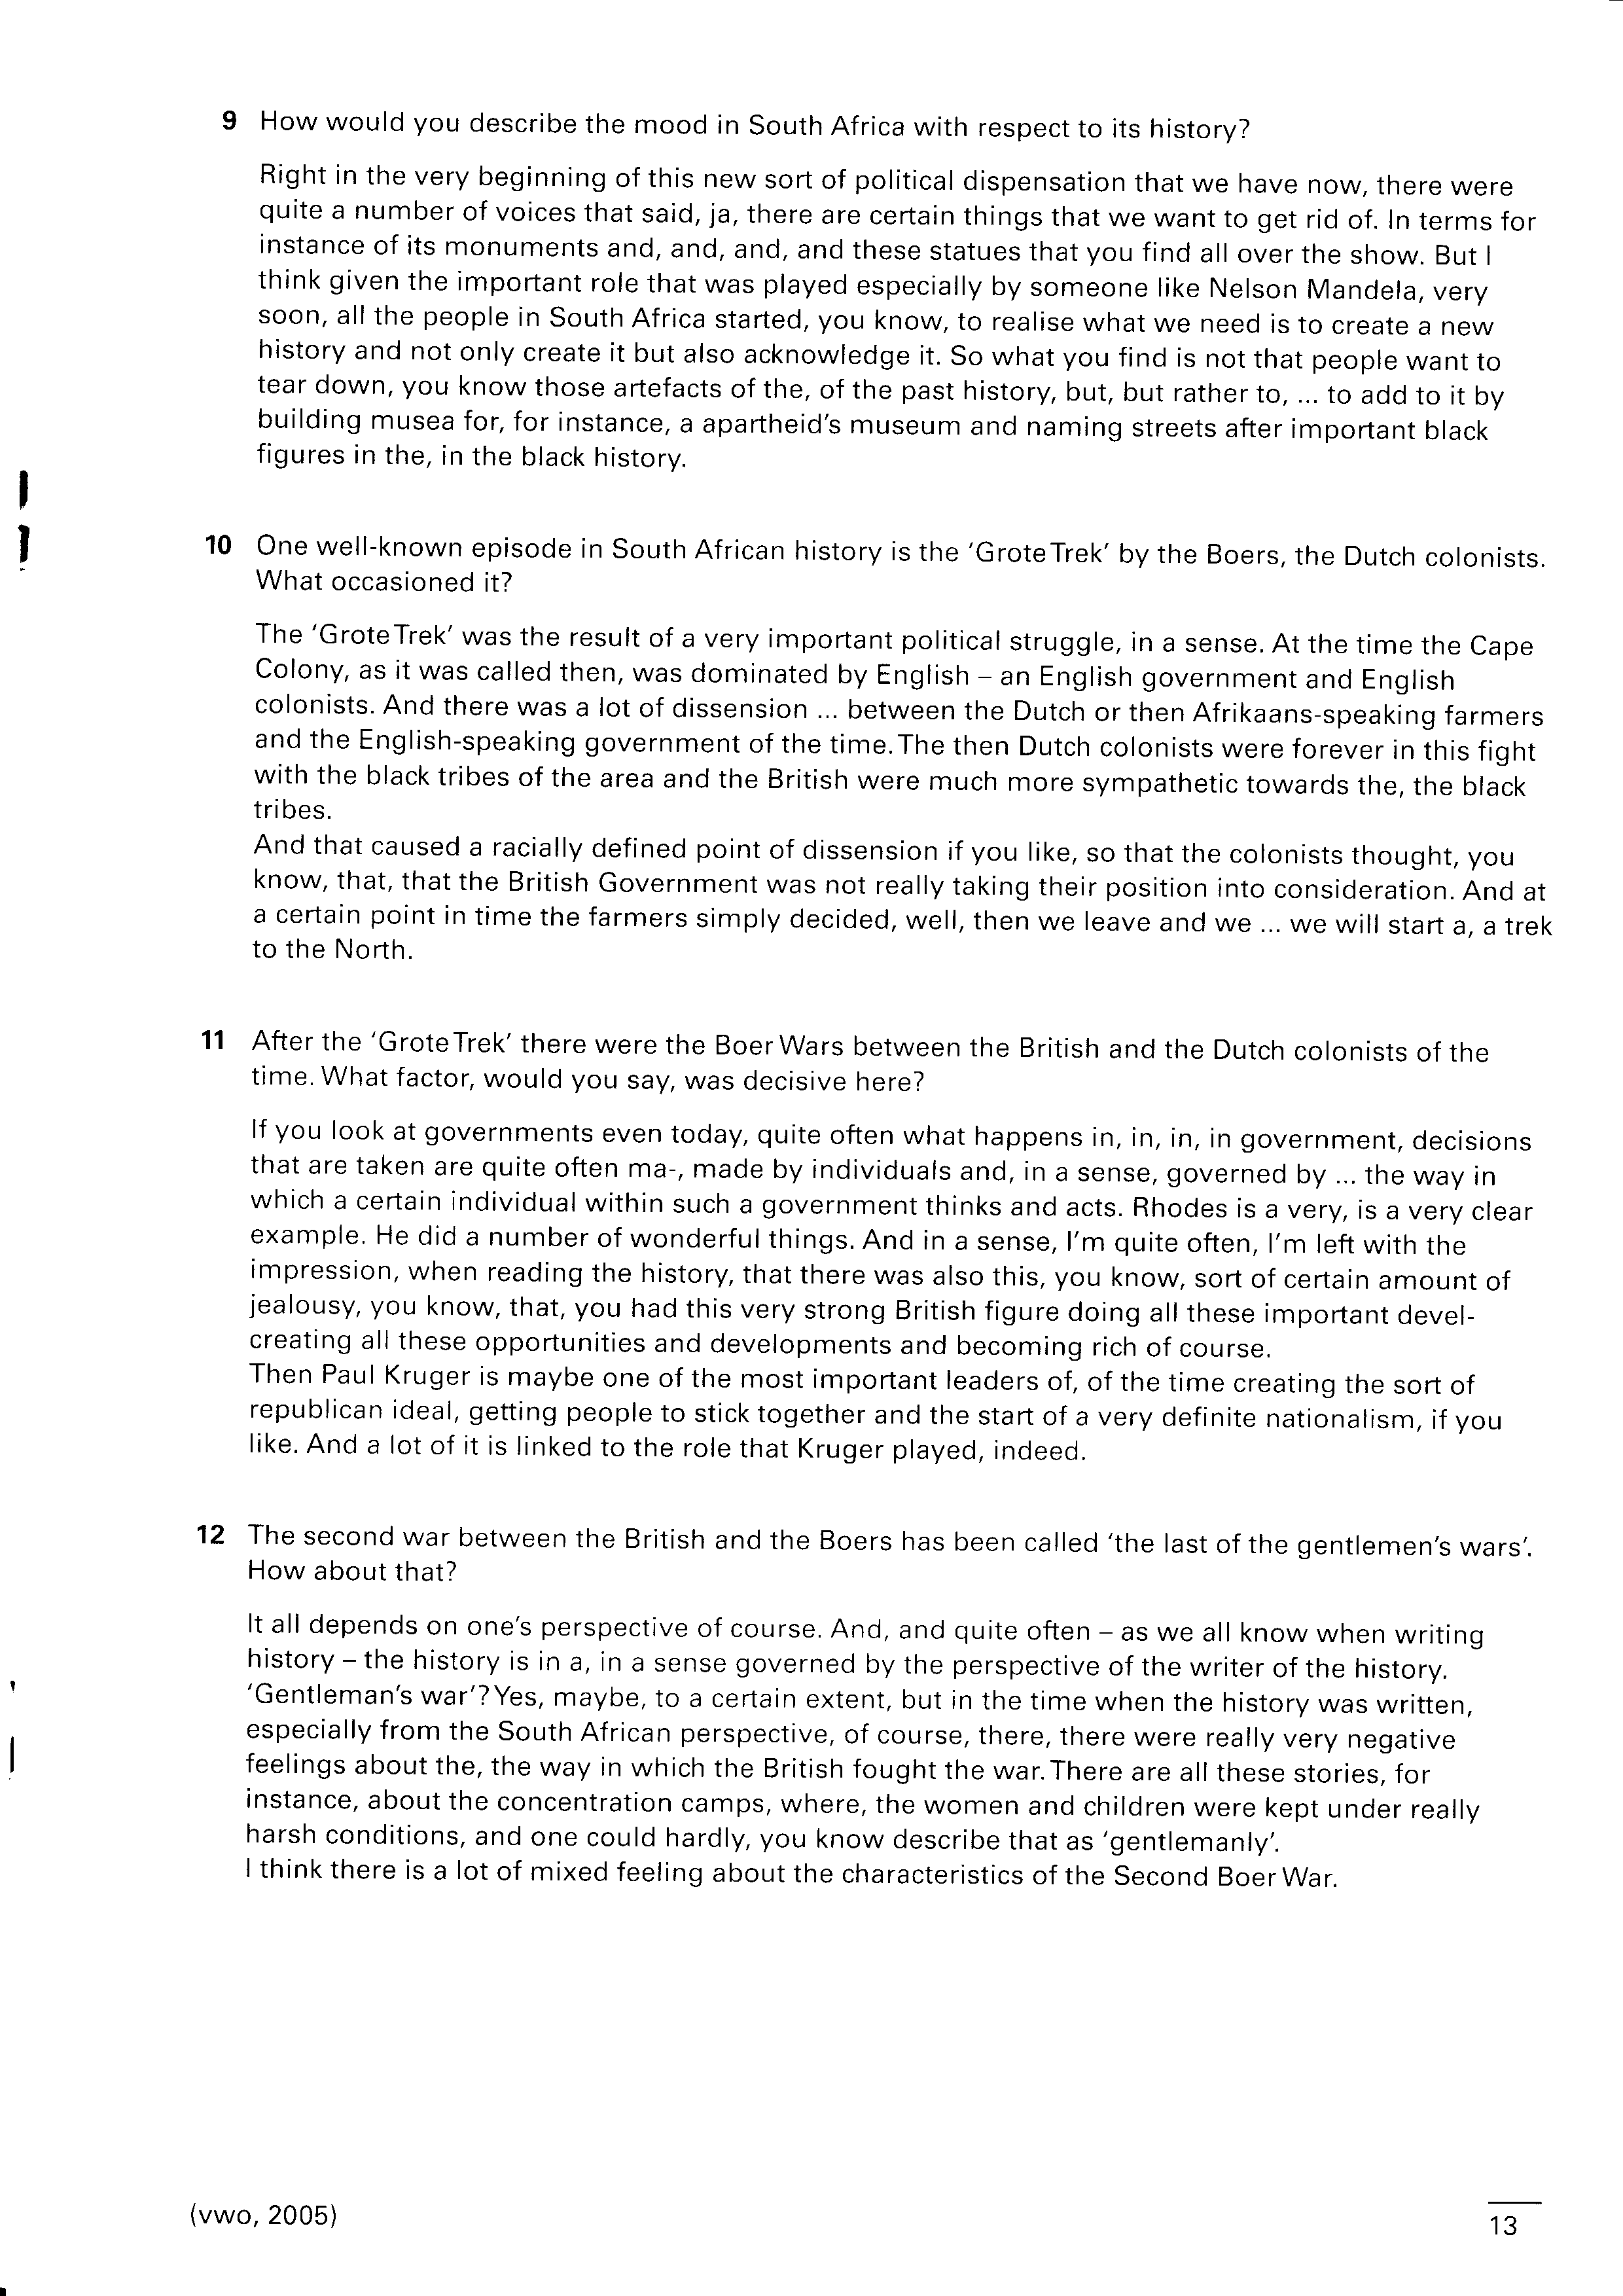 9 How would you describe the mood in South Africa with respect to its history?
Right in the very beginning of this new sort of political dispensation that we have now, there were
quite a number of voices that said, ja, there are certain things that we want to get rid of. In terms for
instance of its monuments and, and, and, and these statues that you find all over the show. But I
think given the important role that was played especially by someone like Nelson Mandela, very
soon, all the people in South Africa started, you know, to realise what we need is to create a new
history and not only create it but also acknowledge it. So what you find is not that people want to
tear down, you know those artefacts of the, of the past history, but, but rather to, ... to add to it by
building musea for, for instance, a apartheid's museum and naming streets after important black
figures in the, in the black history.
10 One well-known episode in South African history is the 'Grote Trek' by the Boers, the Dutch colonists.
What occasioned it?
The 'Grote Trek' was the result of a very important political struggle, in a sense. At the time the Cape
Colony, as it was called then, was dominated by English – an English government and English
colonists. And there was a lot of dissension ... between the Dutch or then Afrikaans-speaking farmers
and the English-speaking government of the time. The then Dutch colonists were forever in this fight
with the black tribes of the area and the British were much more sympathetic towards the, the black
tribes.
And that caused a racially defined point of dissension if you like, so that the colonists thought, you
know, that, that the British Government was not really taking their position into consideration. And at
a certain point in time the farmers simply decided, well, then we leave and we ... we will start a, a trek
to the North.
11 After the 'Grote Trek' there were the Boer Wars between the British and the Dutch colonists of the
time. What factor, would you say, was decisive here?
If you look at governments even today, quite often what happens in, in, in, in government, decisions
that are taken are quite often ma-, made by individuals and, in a sense, governed by ... the way in
which a certain individual within such a government thinks and acts. Rhodes is a very, is a very clear
example. He did a number of wonderful things. And in a sense, I'm quite often, I'm left with the
impression, when reading the history, that there was also this, you know, sort of certain amount of
jealousy, you know, that, you had this very strong British figure doing all these important devel-
creating all these opportunities and developments and becoming rich of course.
Then Paul Kruger is maybe one of the most important leaders of, of the time creating the sort of
republican ideal, getting people to stick together and the start of a very definite nationalism, if you
like. And a lot of it is linked to the role that Kruger played, indeed.
12 The second war between the British and the Boers has been called 'the last of the gentlemen's wars'.
How about that?
It all depends on one's perspective of course. And, and quite often – as we all know when writing
history – the history is in a, in a sense governed by the perspective of the writer of the history.
'Gentleman's war'? Yes, maybe, to a certain extent, but in the time when the history was written,
especially from the South African perspective, of course, there, there were really very negative
feelings about the, the way in which the British fought the war. There are all these stories, for
instance, about the concentration camps, where, the women and children were kept under really
harsh conditions, and one could hardly, you know describe that as 'gentlemanly'.
I think there is a lot of mixed feeling about the characteristics of the Second Boer War.
(vwo, 2005)
13